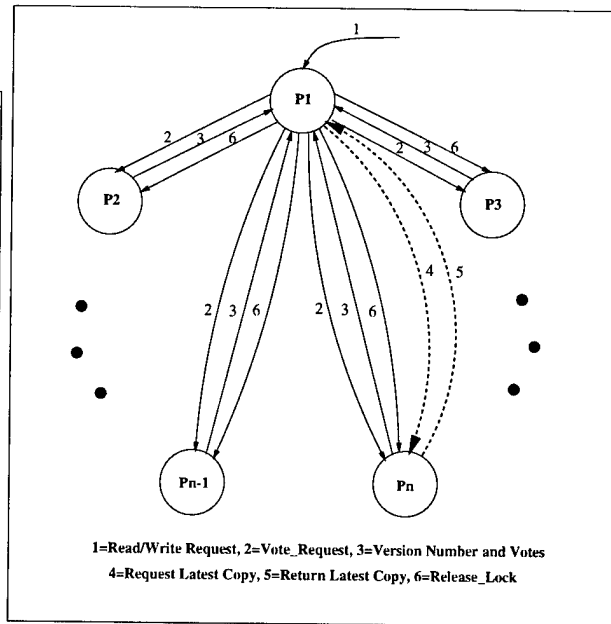 1
P1
2 3 6
2 3 6
P2
P3
4 5
2 3 6
2 3 6
Pn-1
Pn
1=Read/Write Request, 2=Vote_Request, 3=Version Number and Votes
4=Request Latest Copy, 5=Return Latest Copy, 6=Release_Lock